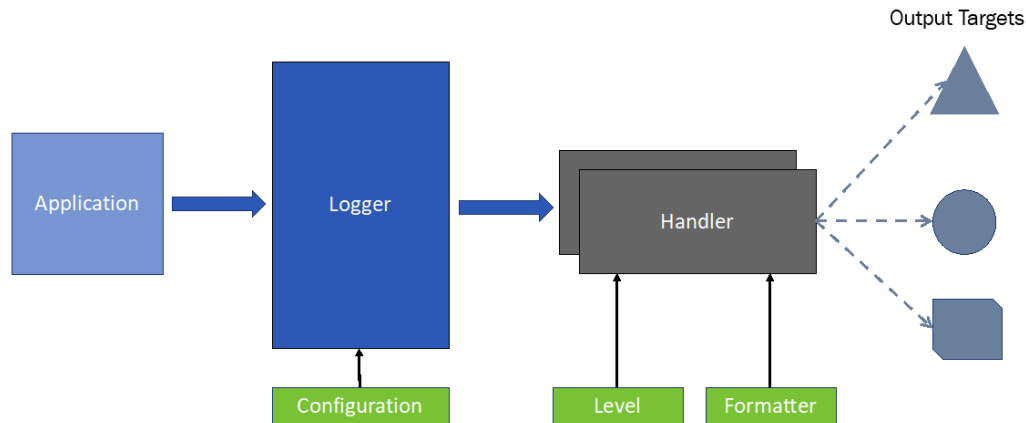 Output Targets
Application
Logger
Handler
Configuration
Level
Formatter